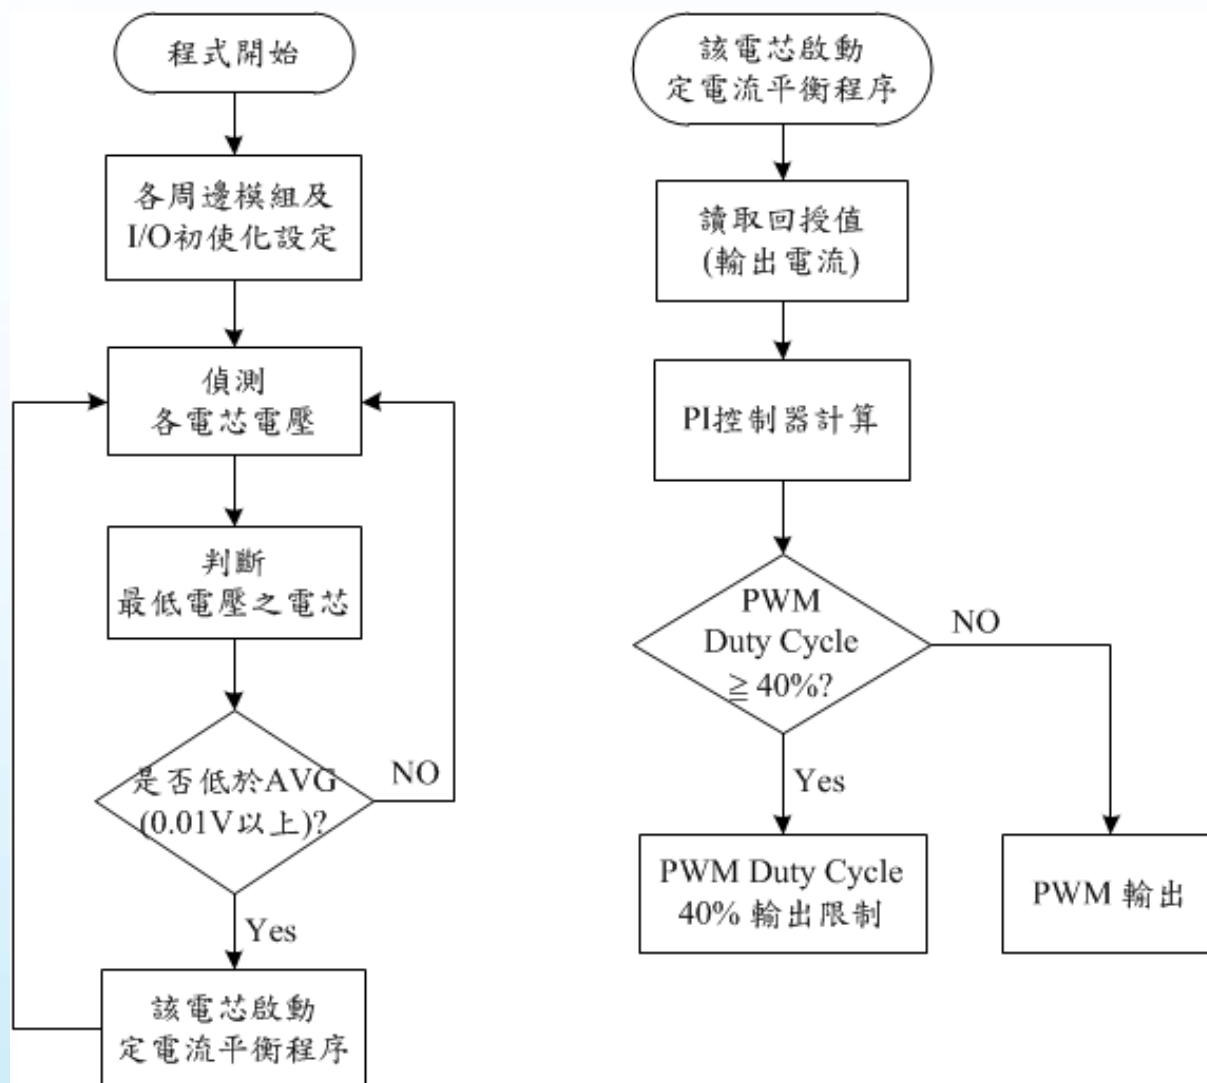 程式開始
各周邊模組及
I/O初使化設定
偵測
各電芯電壓
判斷
最低電壓之電芯
是否低於AVG
(0.01V以上)?
NO
Yes
該電芯啟動
定電流平衡程序
該電芯啟動
定電流平衡程序
讀取回授值
(輸出電流)
PI控制器計算
PWM
Duty Cycle
≧ 40%?
NO
Yes
PWM Duty Cycle
40% 輸出限制
PWM 輸出